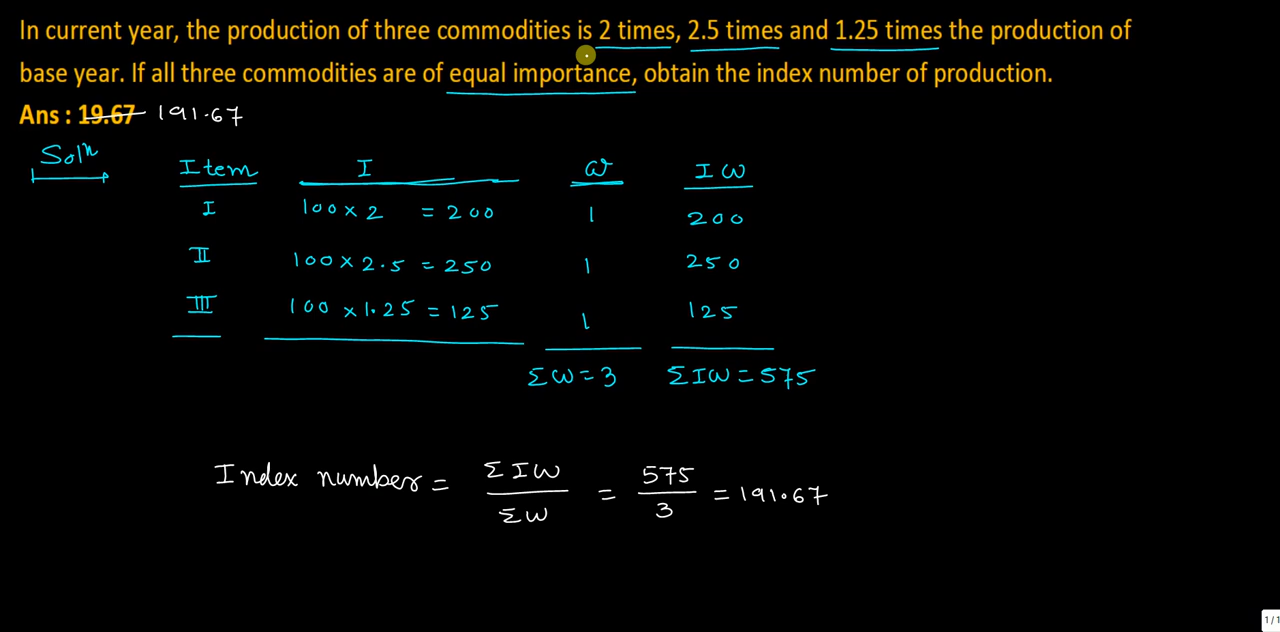 In current year, the production of three commodities is 2 times, 2.5 times and 1.25 times the production of
base year. If all three commodities are of equal importance, obtain the index number of production.
Ans : 19.67 191.67
Solⁿ
Item I W IW
I 100 × 2 = 200 1 200
II 100 × 2.5 = 250 1 250
III 100 × 1.25 = 125 1 125
ΣW = 3 ΣIW = 575
Index number = ΣIW / ΣW = 575 / 3 = 191.67
1/1